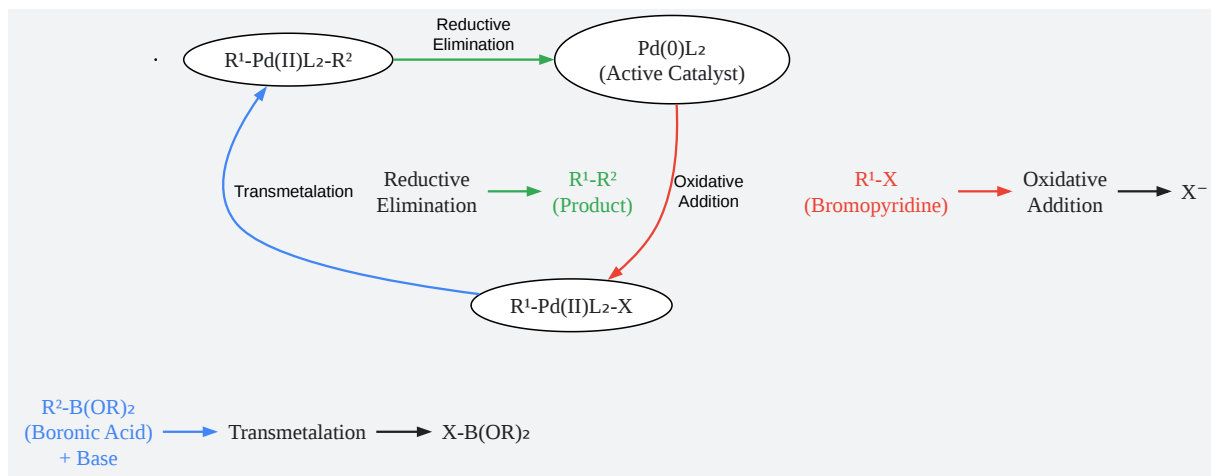 Reductive
Elimination
R¹-Pd(II)L₂-R²
Pd(0)L₂
(Active Catalyst)
Transmetalation
Reductive
Elimination
R¹-R²
(Product)
Oxidative
Addition
R¹-X
(Bromopyridine)
Oxidative
Addition
X⁻
R¹-Pd(II)L₂-X
R²-B(OR)₂
(Boronic Acid)
+ Base
Transmetalation
X-B(OR)₂